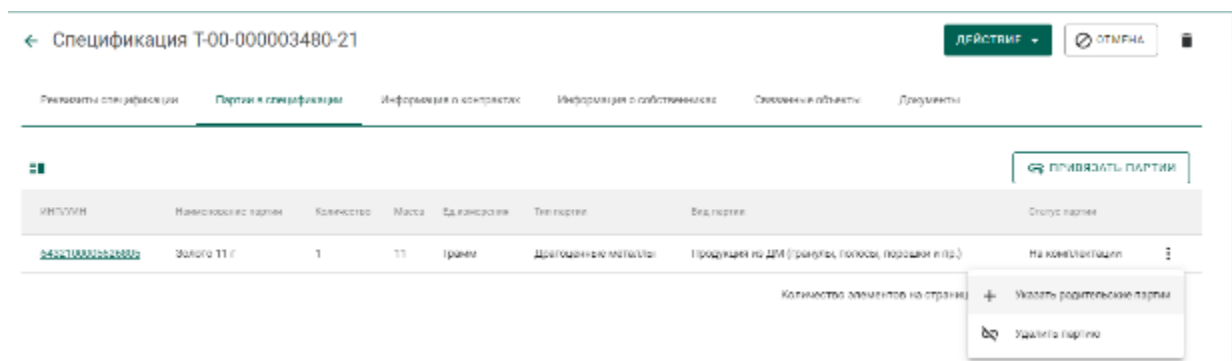 ← Спецификация Т-00-000003480-21
ДЕЙСТВИЕ
ОТМЕНА
Реквизиты спецификации Партии в спецификации Информация о контрактах Информация о собственниках Связанные объекты Документы
ПРИВЯЗАТЬ ПАРТИИ
ИНП/УИН Наименование партии Количество Масса Ед.измерения Тип партии Вид партии Статус партии
Золото 11 г 1 11 Грамм Драгоценные металлы Продукция из ДМ (гранулы, полосы, порошки и пр.) На комплектации
Количество элементов на страниц
+ Указать родительские партии
Удалить партию